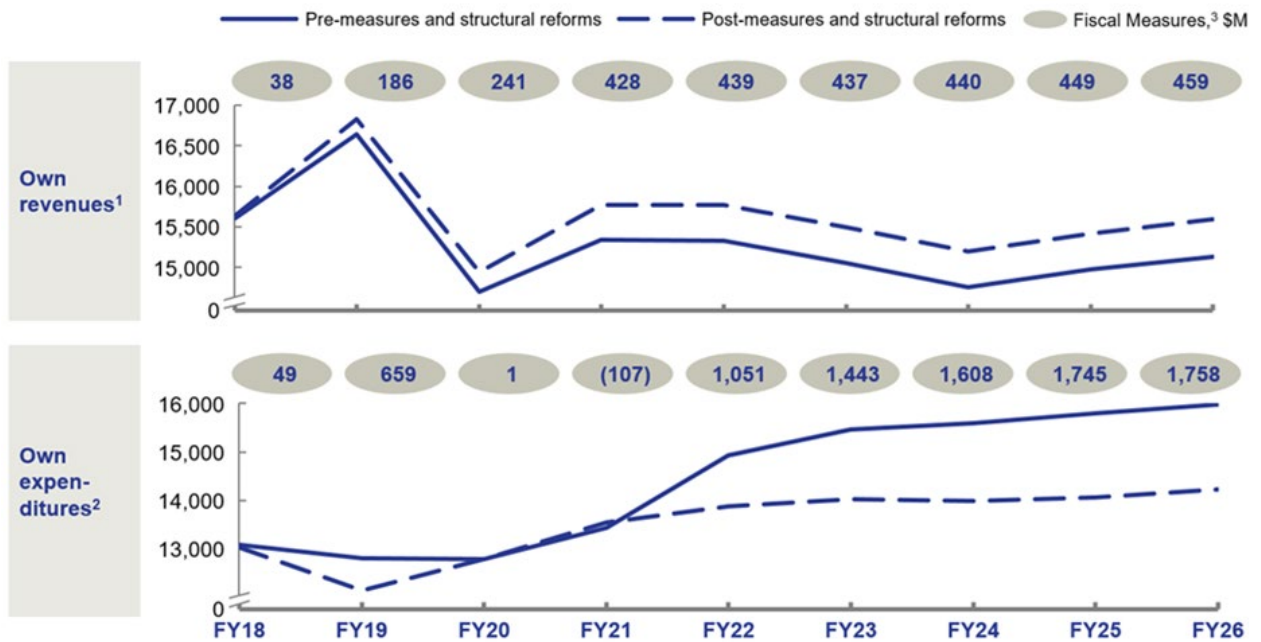 Pre-measures and structural reforms Post-measures and structural reforms Fiscal Measures,³ $M
38 186 241 428 439 437 440 449 459
Own
revenues¹
17,000
16,500
16,000
15,500
15,000
0
49 659 1 (107) 1,051 1,443 1,608 1,745 1,758
Own
expen-
ditures²
16,000
15,000
14,000
13,000
0
FY18 FY19 FY20 FY21 FY22 FY23 FY24 FY25 FY26